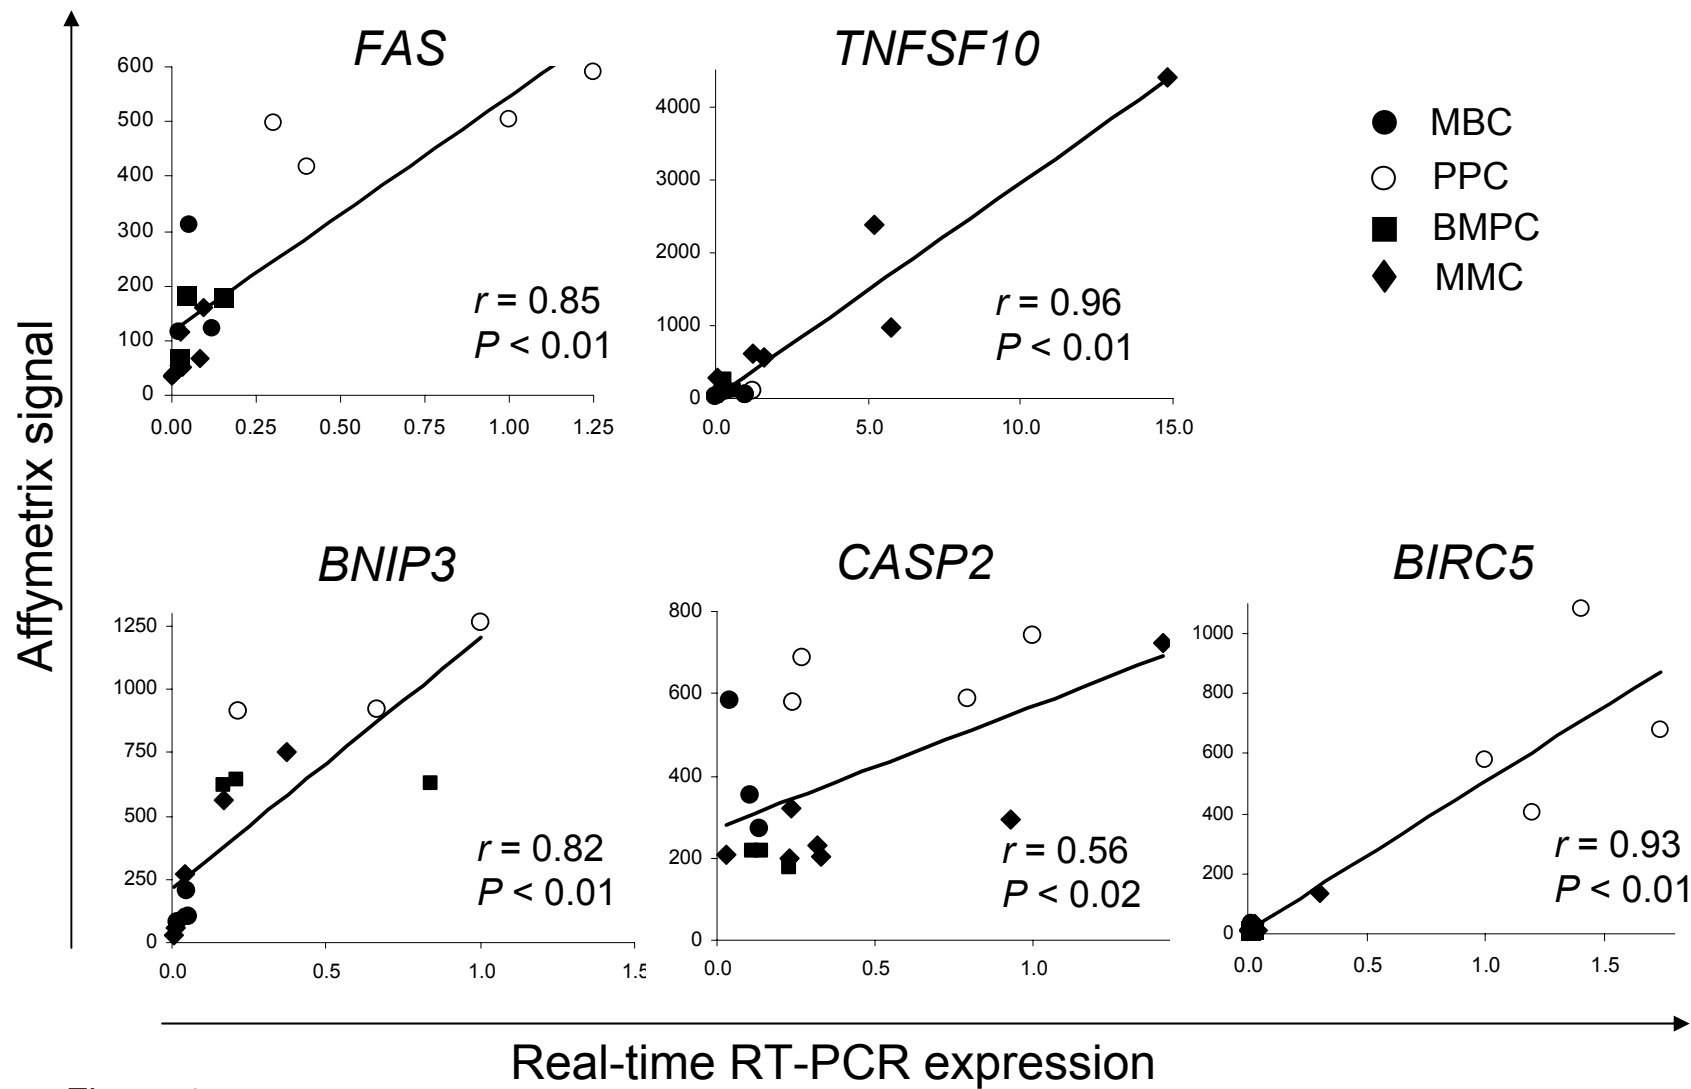 FAS
600
500
400
300
200
100
0
0.00 0.25 0.50 0.75 1.00 1.25
r = 0.85
P < 0.01
TNFSF10
4000
3000
2000
1000
0
0.0 5.0 10.0 15.0
r = 0.96
P < 0.01
MBC
PPC
BMPC
MMC
Affymetrix signal
BNIP3
1250
1000
750
500
250
0
0.0 0.5 1.0 1.5
r = 0.82
P < 0.01
CASP2
800
600
400
200
0
0.0 0.5 1.0
r = 0.56
P < 0.02
BIRC5
1000
800
600
400
200
0
0.0 0.5 1.0 1.5
r = 0.93
P < 0.01
Real-time RT-PCR expression